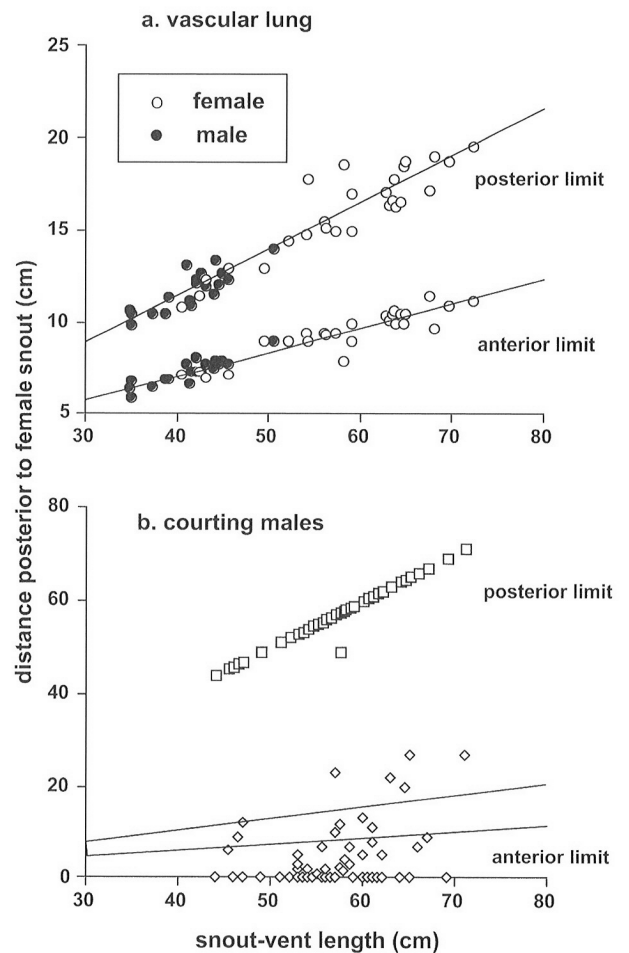 a. vascular lung
25
20
15
10
5
female
male
posterior limit
anterior limit
30 40 50 60 70 80
distance posterior to female snout (cm)
b. courting males
80
60
40
20
0
posterior limit
anterior limit
30 40 50 60 70 80
snout-vent length (cm)